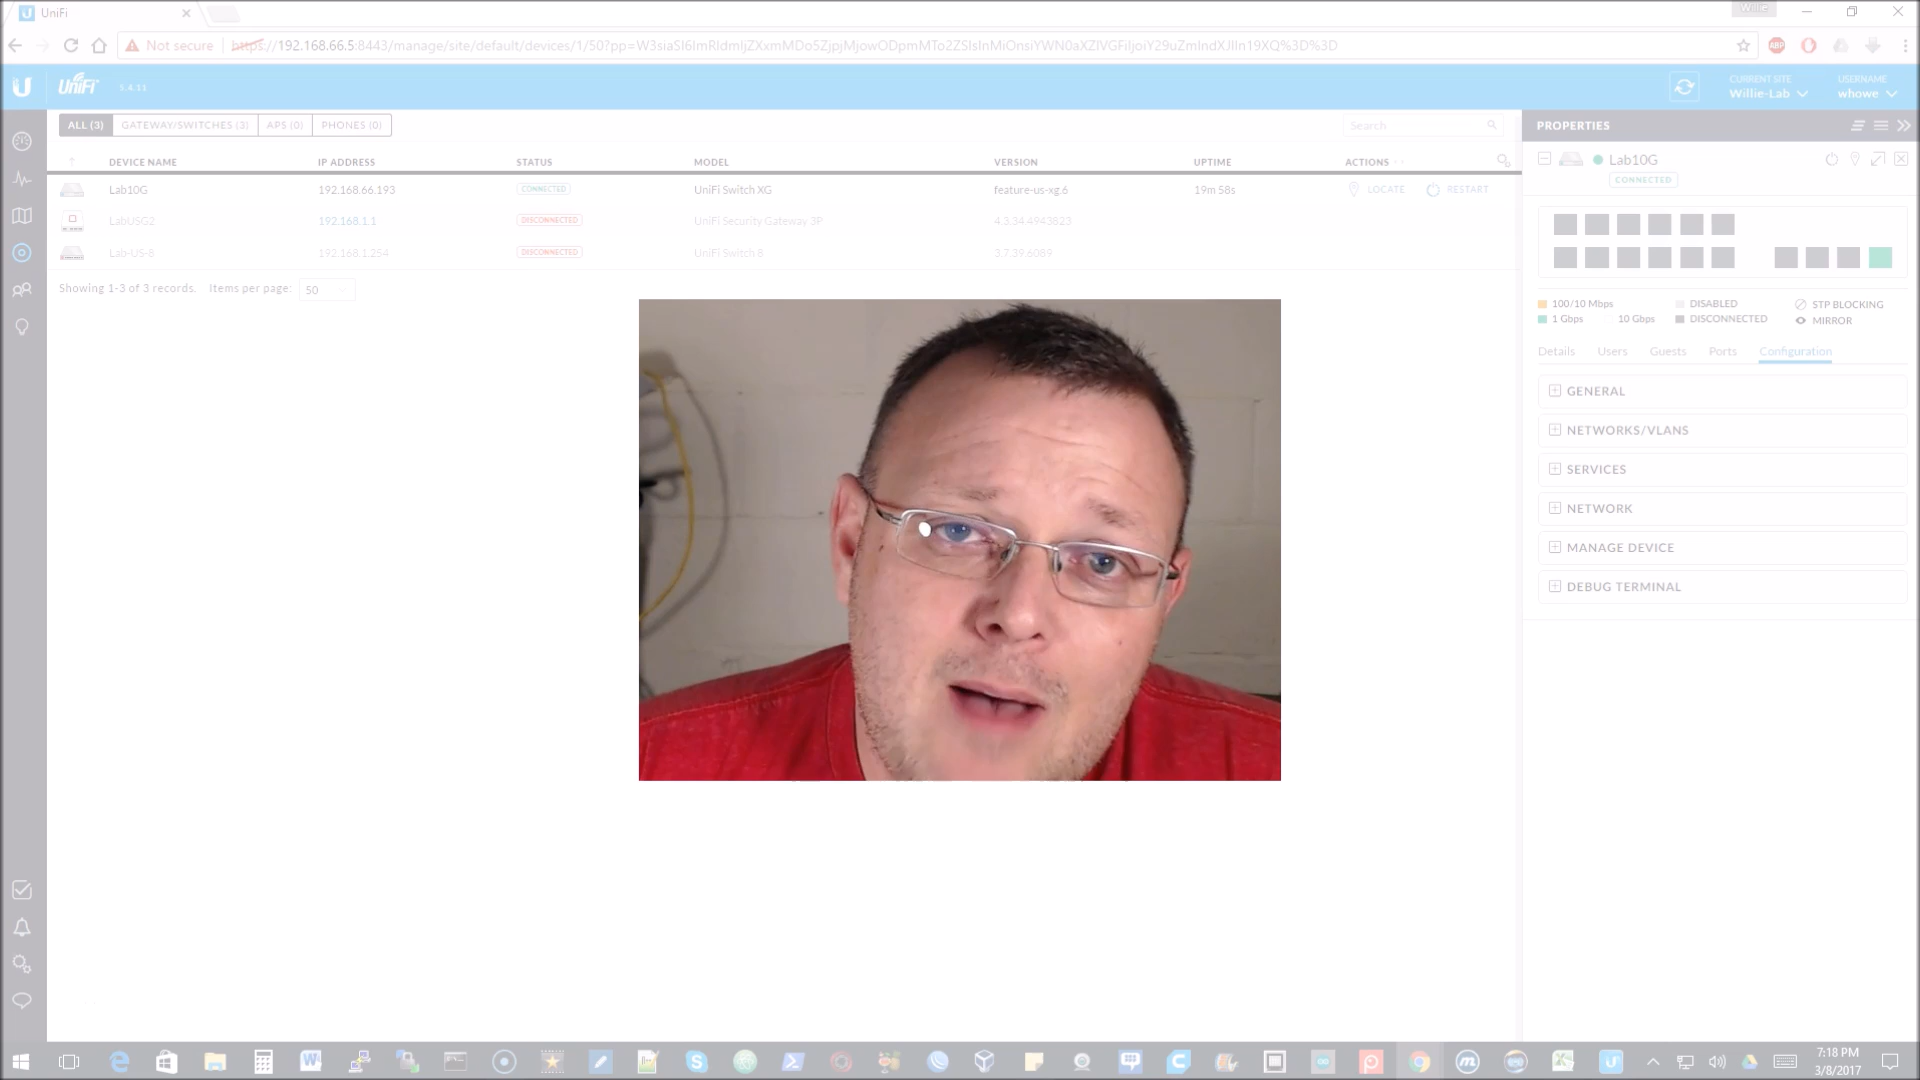 UniFi
Willie
Not secure https://192.168.66.5:8443/manage/site/default/devices/1/50?pp=
UniFi 5.4.11
CURRENT SITE
Willie-Lab
USERNAME
whowe
ALL (3) GATEWAY/SWITCHES (3) APS (0) PHONES (0)
Search
DEVICE NAME IP ADDRESS STATUS MODEL VERSION UPTIME ACTIONS
Lab10G 192.168.66.193 CONNECTED UniFi Switch XG feature-us-xg.6 19m 58s LOCATE RESTART
LabUSG2 192.168.1.1 DISCONNECTED UniFi Security Gateway 3P 4.3.34.4943823
Lab-US-8 192.168.1.254 DISCONNECTED UniFi Switch 8 3.7.39.6089
Showing 1-3 of 3 records. Items per page: 50
PROPERTIES
Lab10G
CONNECTED
100/10 Mbps DISABLED STP BLOCKING
1 Gbps 10 Gbps DISCONNECTED MIRROR
Details Users Guests Ports Configuration
GENERAL
NETWORKS/VLANS
SERVICES
NETWORK
MANAGE DEVICE
DEBUG TERMINAL
7:18 PM
3/8/2017